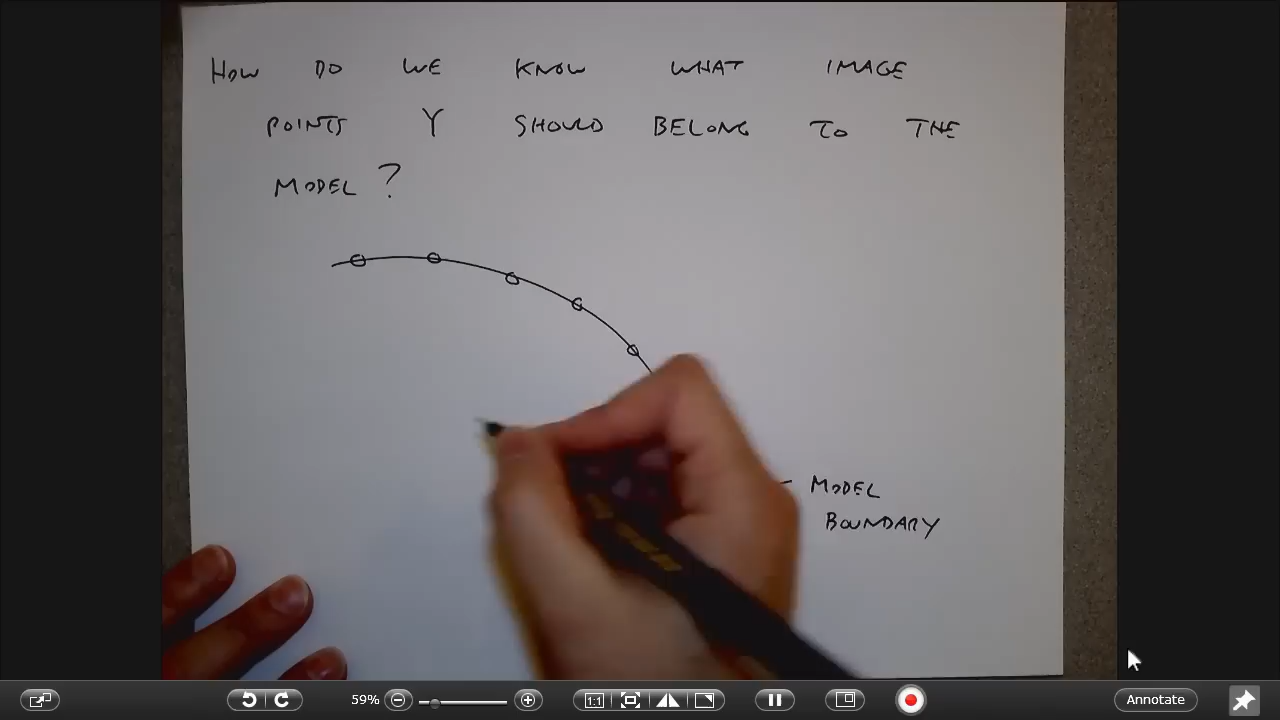 HOW DO WE KNOW WHAT IMAGE
POINTS Y SHOULD BELONG TO THE
MODEL ?
MODEL
BOUNDARY
59%
1:1
Annotate